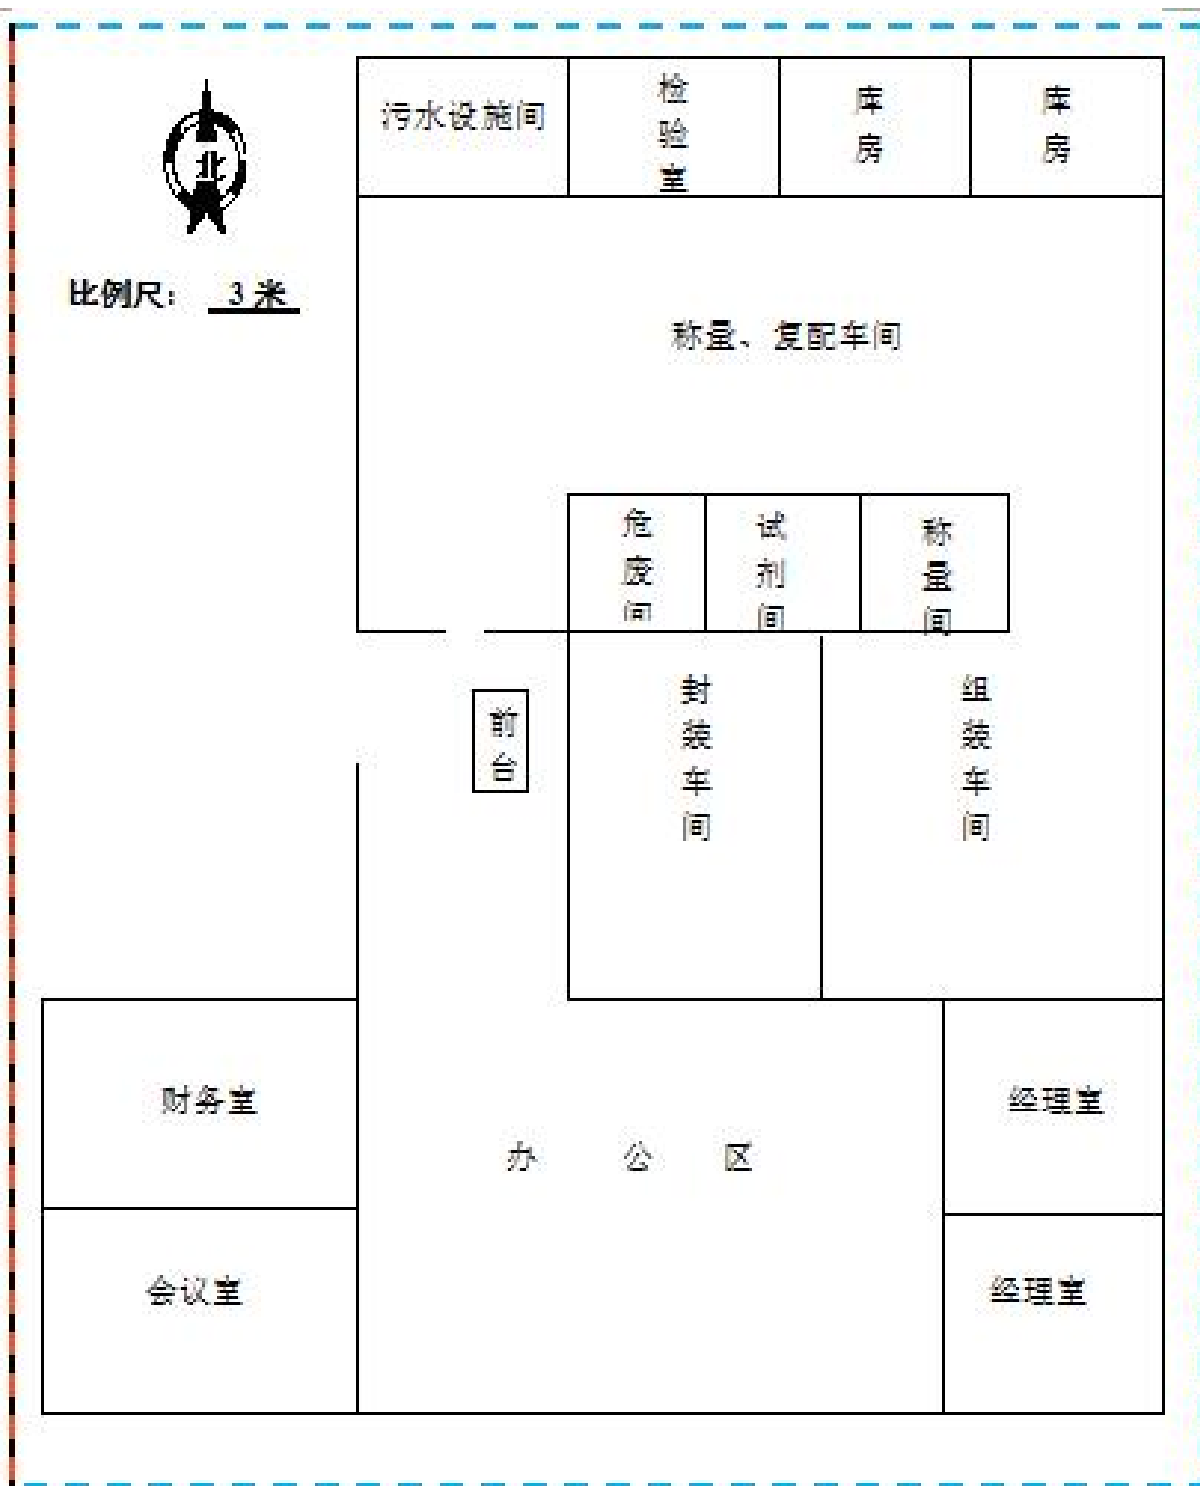 污水设施间
检验室
库房
库房
北
比例尺： 3 米
称量、复配车间
危废间
试剂间
称量间
前台
封装车间
组装车间
财务室
经理室
办 公 区
会议室
经理室